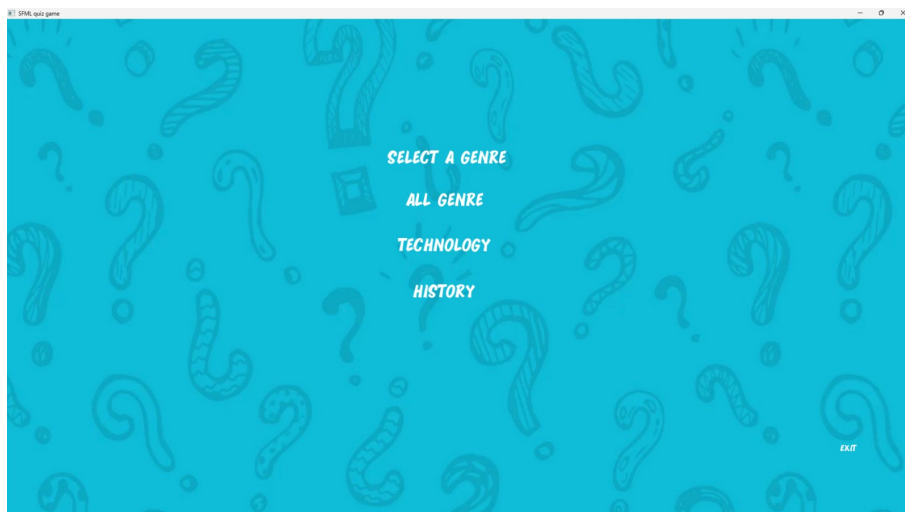 SFML quiz game
SELECT A GENRE
ALL GENRE
TECHNOLOGY
HISTORY
EXIT